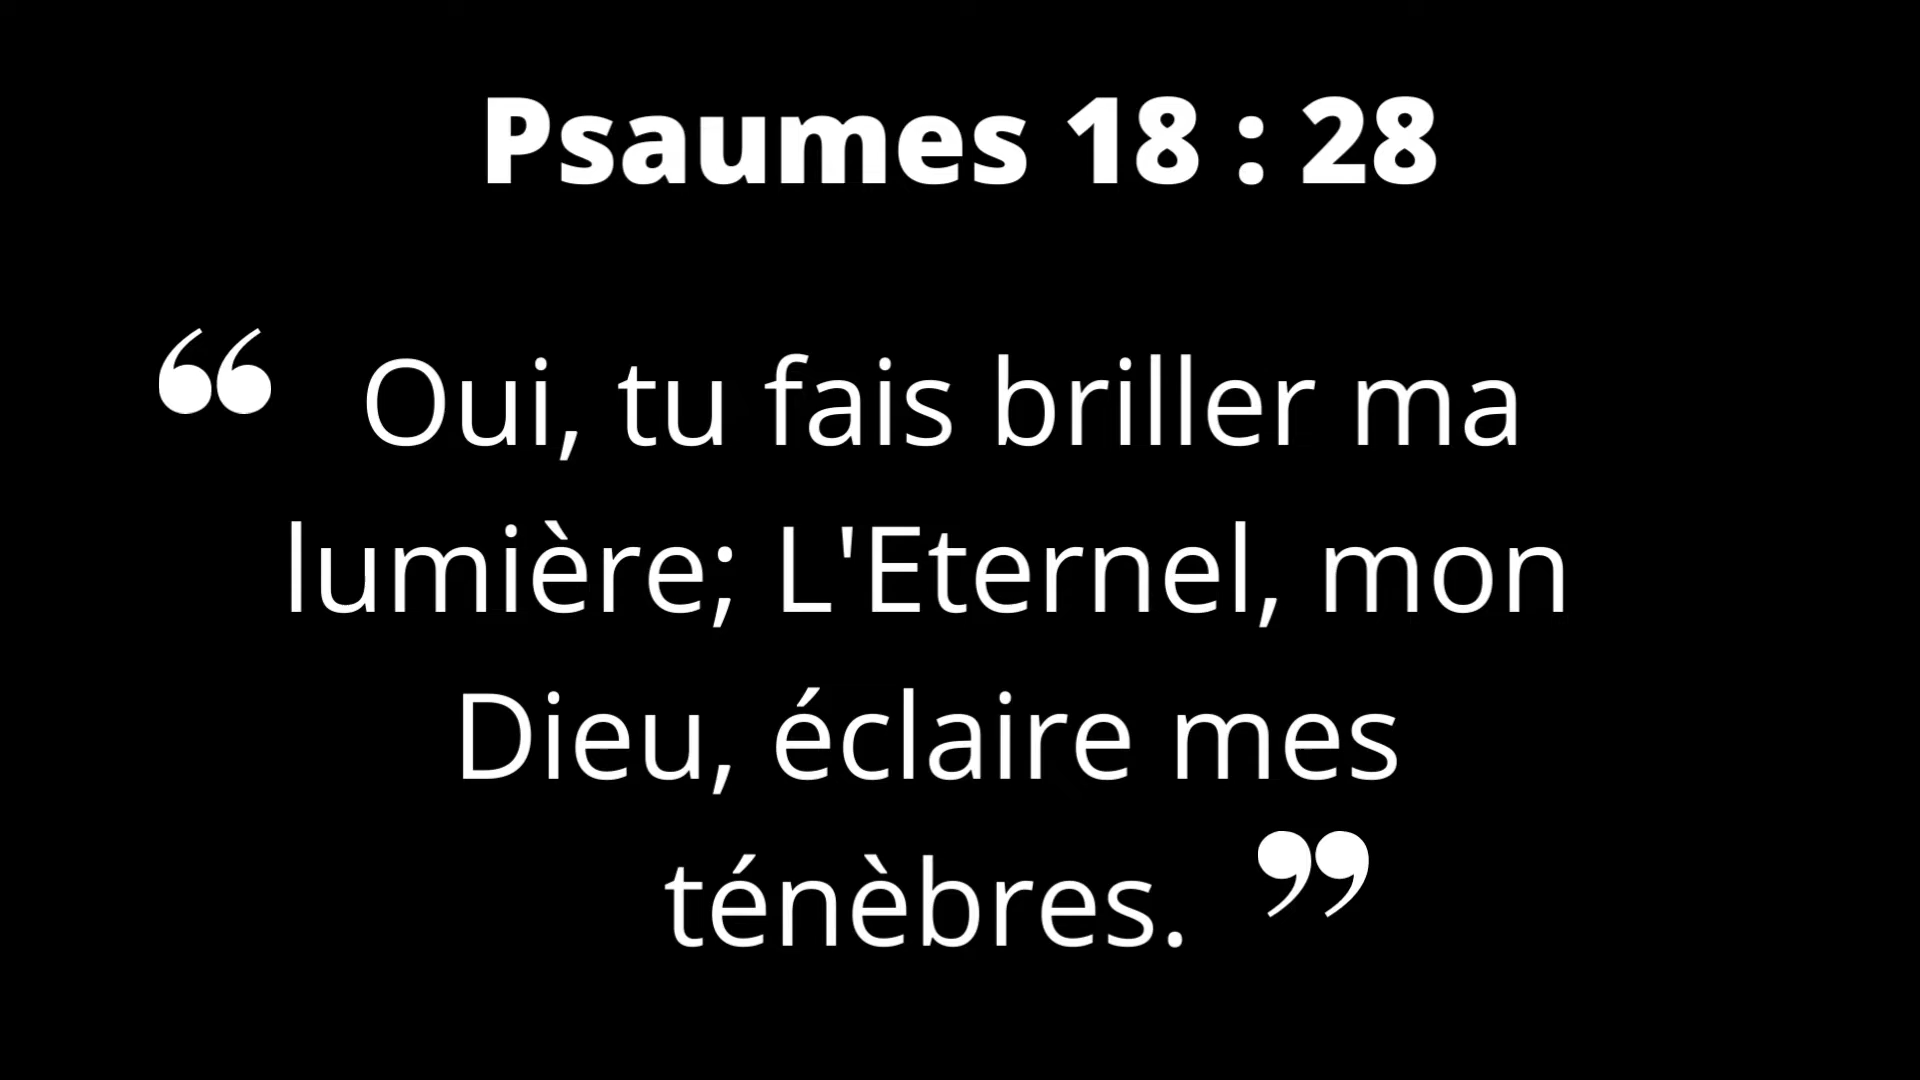 Psaumes 18 : 28
“ Oui, tu fais briller ma
lumière; L'Eternel, mon
Dieu, éclaire mes
ténèbres. ”